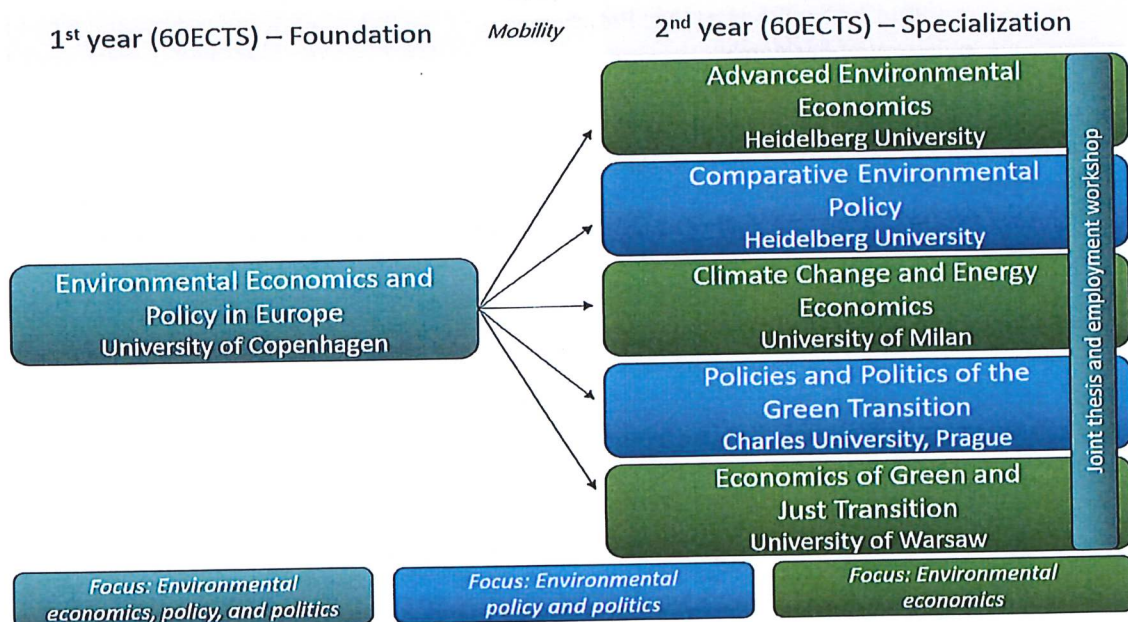 1st year (60ECTS) – Foundation
Mobility
2nd year (60ECTS) – Specialization
Environmental Economics and
Policy in Europe
University of Copenhagen
Advanced Environmental
Economics
Heidelberg University
Comparative Environmental
Policy
Heidelberg University
Climate Change and Energy
Economics
University of Milan
Policies and Politics of the
Green Transition
Charles University, Prague
Economics of Green and
Just Transition
University of Warsaw
Joint thesis and employment workshop
Focus: Environmental
economics, policy, and politics
Focus: Environmental
policy and politics
Focus: Environmental
economics